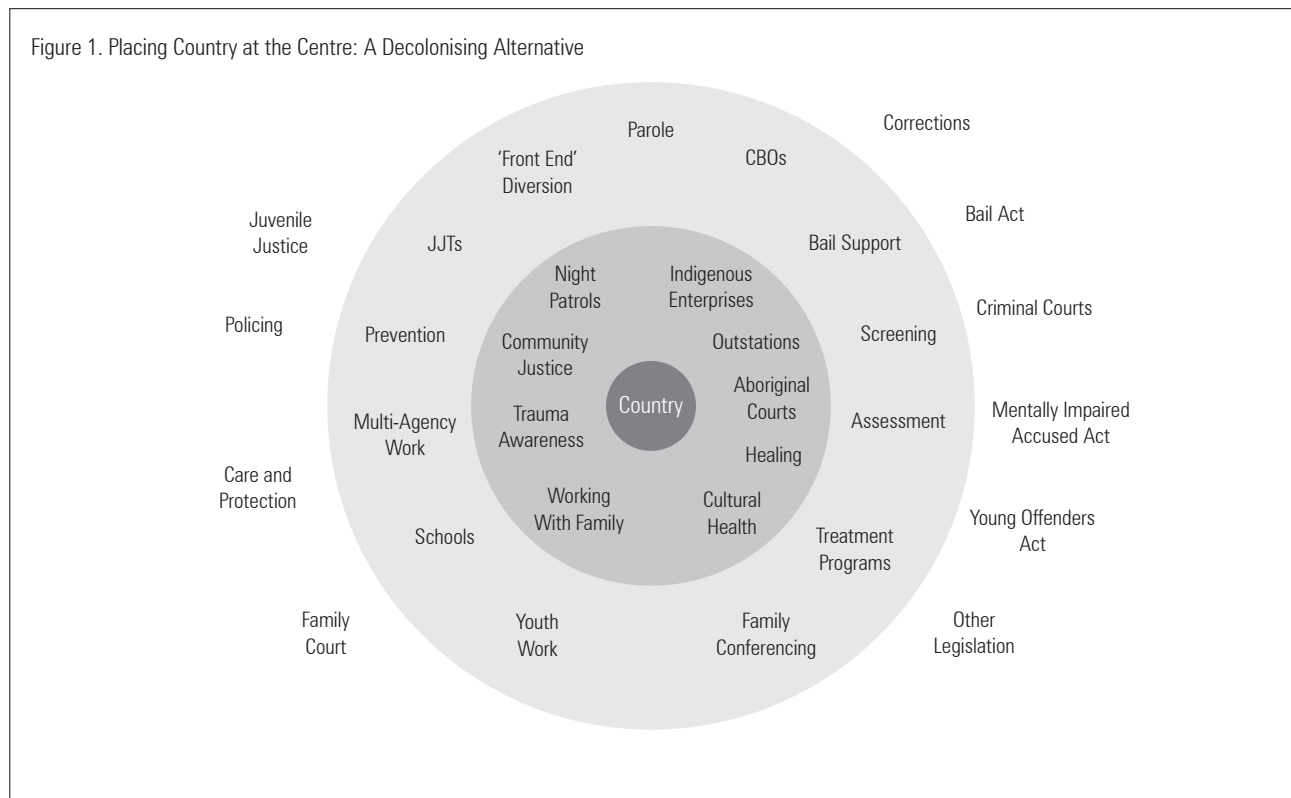 Figure 1. Placing Country at the Centre: A Decolonising Alternative
Parole
Corrections
'Front End'
Diversion
CBOs
Juvenile
Justice
JJTs
Bail Support
Bail Act
Night
Patrols
Indigenous
Enterprises
Policing
Prevention
Community
Justice
Outstations
Screening
Criminal Courts
Country
Multi-Agency
Work
Trauma
Awareness
Aboriginal
Courts
Assessment
Mentally Impaired
Accused Act
Healing
Care and
Protection
Working
With Family
Cultural
Health
Schools
Treatment
Programs
Young Offenders
Act
Family
Court
Youth
Work
Family
Conferencing
Other
Legislation